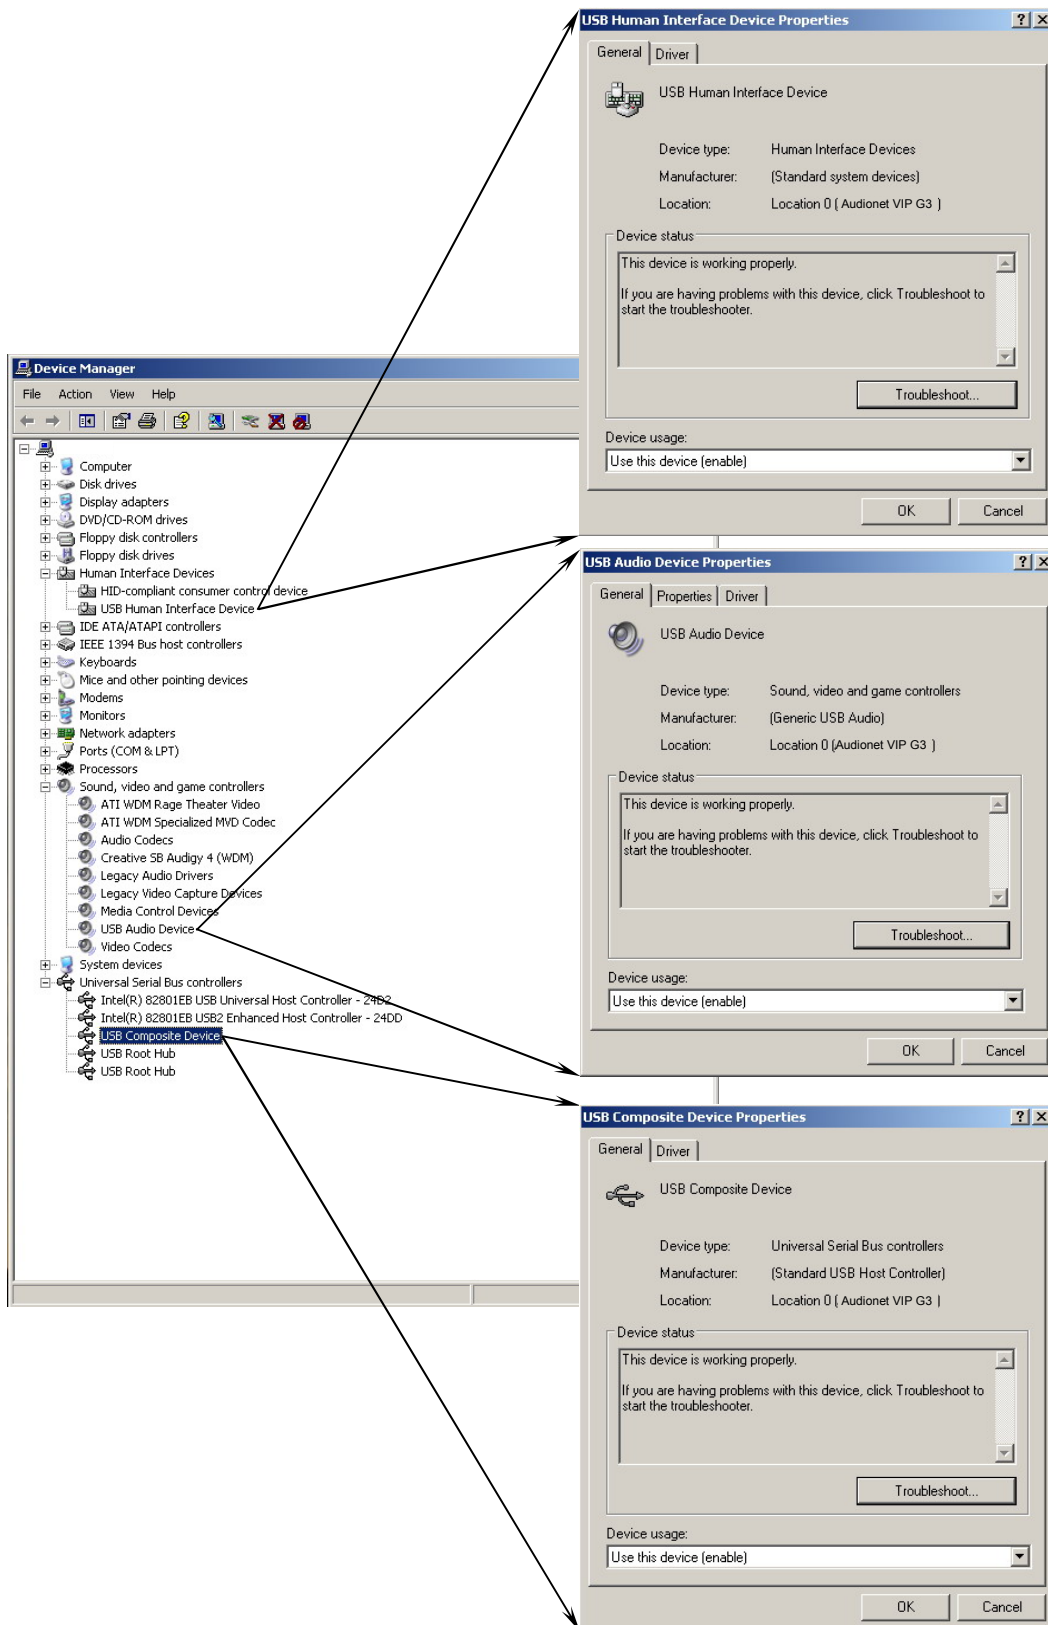 USB Human Interface Device Properties
General
Driver
USB Human Interface Device
Device type: Human Interface Devices
Manufacturer: (Standard system devices)
Location: Location 0 ( Audionet VIP G3 )
Device status
This device is working properly.
If you are having problems with this device, click Troubleshoot to
start the troubleshooter.
Troubleshoot...
Device usage:
Use this device (enable)
OK
Cancel
Device Manager
File Action View Help
Computer
Disk drives
Display adapters
DVD/CD-ROM drives
Floppy disk controllers
Floppy disk drives
Human Interface Devices
HID-compliant consumer control device
USB Human Interface Device
IDE ATA/ATAPI controllers
IEEE 1394 Bus host controllers
Keyboards
Mice and other pointing devices
Modems
Monitors
Network adapters
Ports (COM & LPT)
Processors
Sound, video and game controllers
ATI WDM Rage Theater Video
ATI WDM Specialized MVD Codec
Audio Codecs
Creative SB Audigy 4 (WDM)
Legacy Audio Drivers
Legacy Video Capture Devices
Media Control Devices
USB Audio Device
Video Codecs
System devices
Universal Serial Bus controllers
Intel(R) 82801EB USB Universal Host Controller - 24D2
Intel(R) 82801EB USB2 Enhanced Host Controller - 24DD
USB Composite Device
USB Root Hub
USB Root Hub
USB Audio Device Properties
General
Properties
Driver
USB Audio Device
Device type: Sound, video and game controllers
Manufacturer: (Generic USB Audio)
Location: Location 0 (Audionet VIP G3 )
Device status
This device is working properly.
If you are having problems with this device, click Troubleshoot to
start the troubleshooter.
Troubleshoot...
Device usage:
Use this device (enable)
OK
Cancel
USB Composite Device Properties
General
Driver
USB Composite Device
Device type: Universal Serial Bus controllers
Manufacturer: (Standard USB Host Controller)
Location: Location 0 ( Audionet VIP G3 )
Device status
This device is working properly.
If you are having problems with this device, click Troubleshoot to
start the troubleshooter.
Troubleshoot...
Device usage:
Use this device (enable)
OK
Cancel